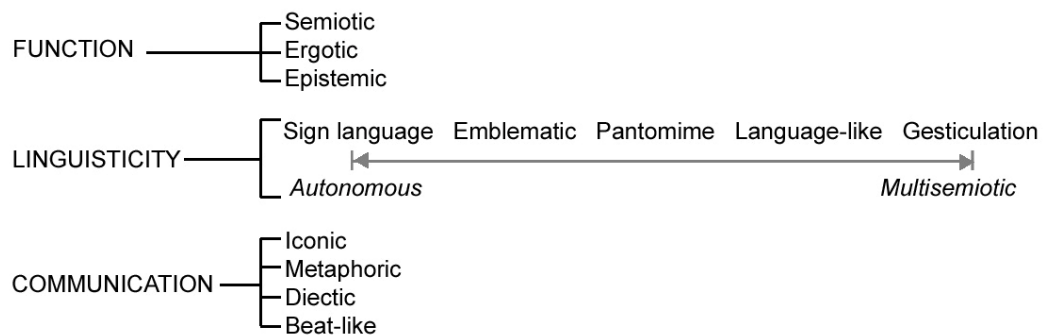 Semiotic
FUNCTION
Ergotic
Epistemic
Sign language Emblematic Pantomime Language-like Gesticulation
LINGUISTICITY
Autonomous Multisemiotic
Iconic
Metaphoric
COMMUNICATION
Diectic
Beat-like